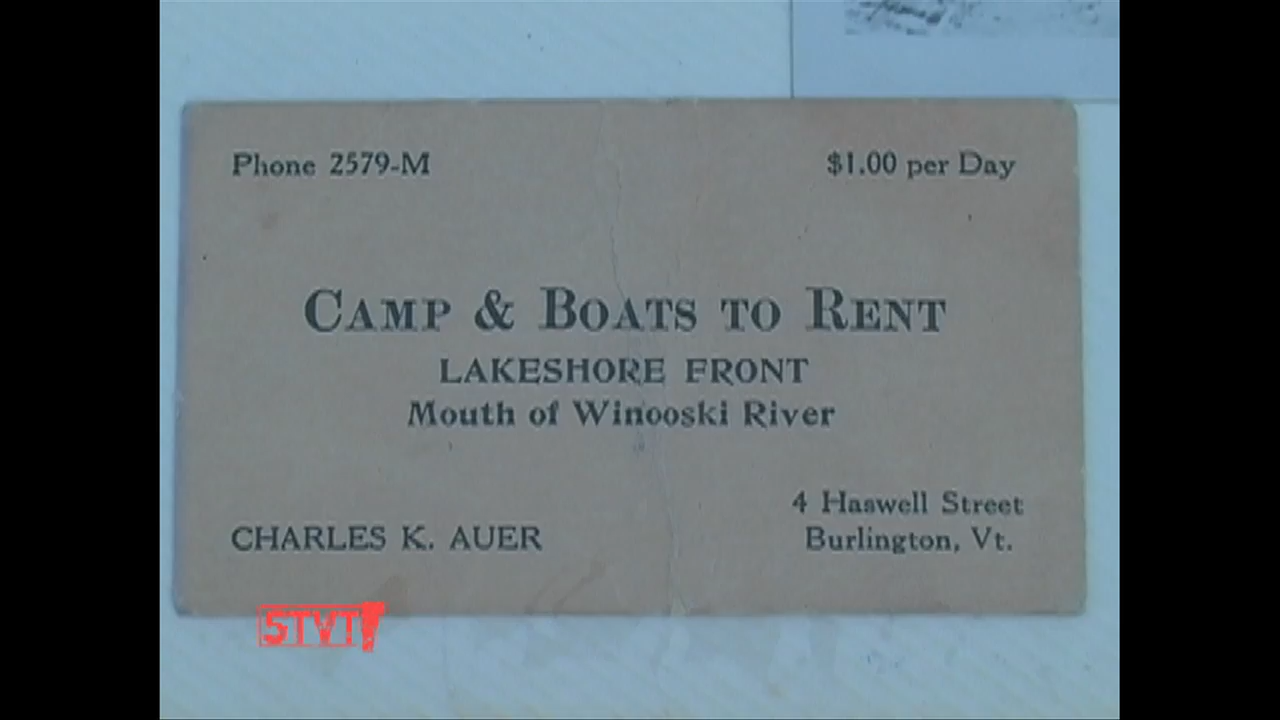 Phone 2579-M
$1.00 per Day
CAMP & BOATS TO RENT
LAKESHORE FRONT
Mouth of Winooski River
4 Haswell Street
CHARLES K. AUER
Burlington, Vt.
STVT